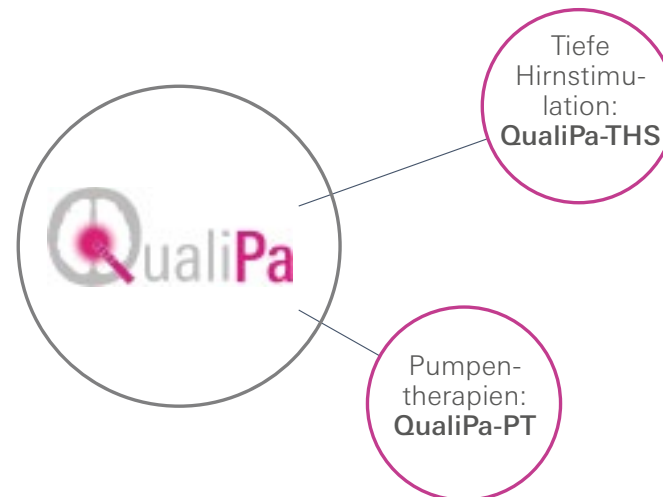 Tiefe
Hirnstimu-
lation:
QualiPa-THS
QualiPa
Pumpen-
therapien:
QualiPa-PT